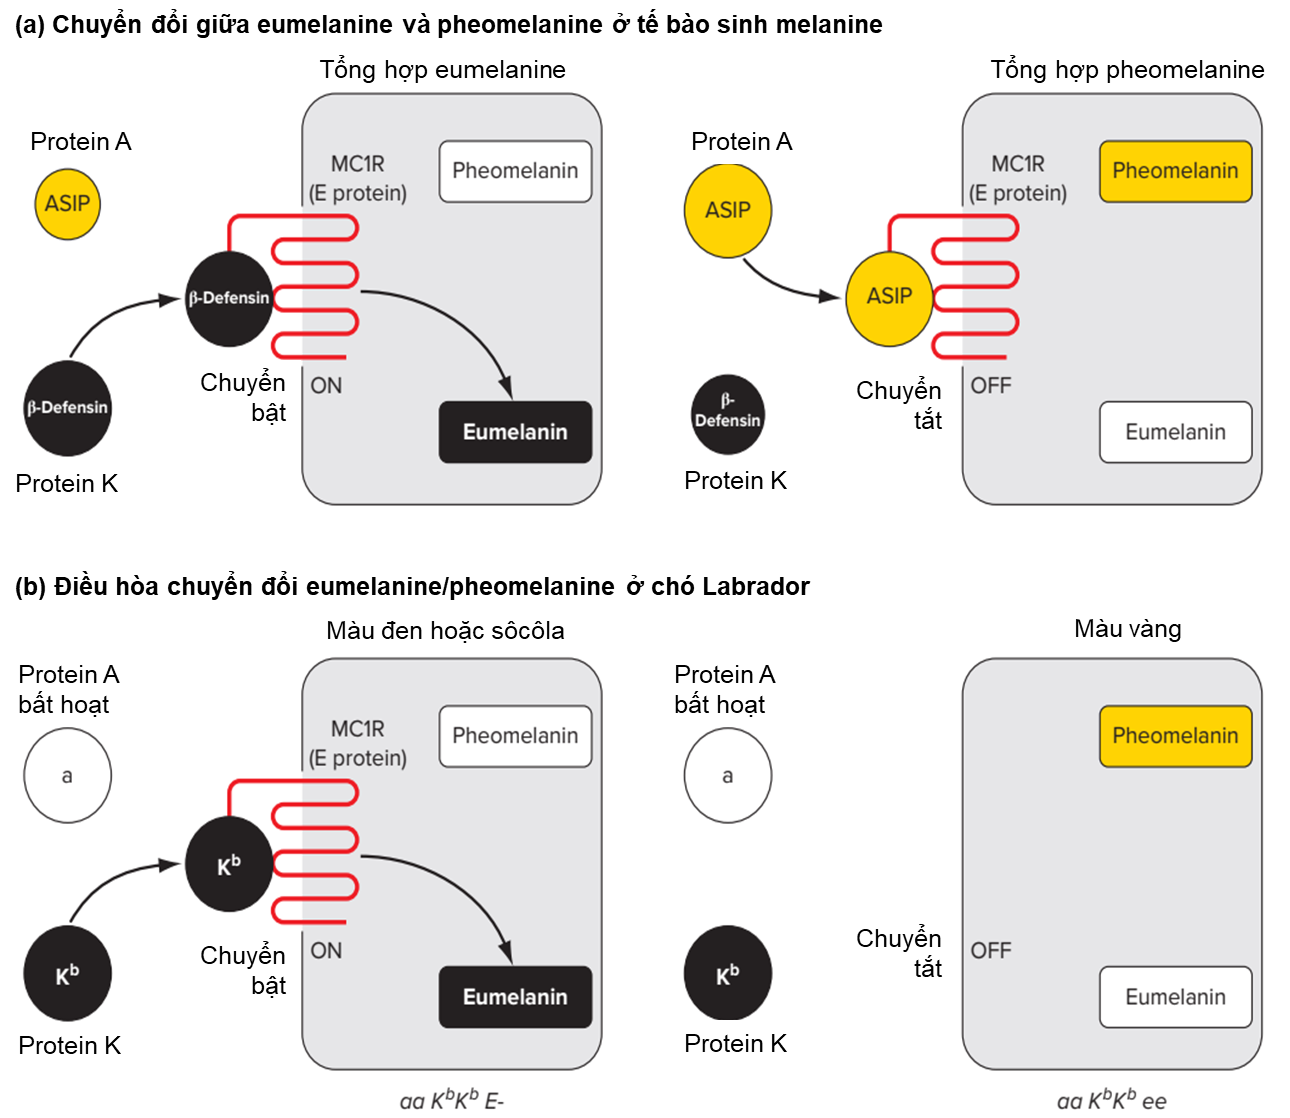 (a) Chuyển đổi giữa eumelanine và pheomelanine ở tế bào sinh melanine
Tổng hợp eumelanine
Protein A
ASIP
MC1R
(E protein)
Pheomelanin
β-Defensin
β-Defensin
Protein K
Chuyển
bật
ON
Eumelanin
Tổng hợp pheomelanine
Protein A
ASIP
MC1R
(E protein)
Pheomelanin
ASIP
β-
Defensin
Protein K
Chuyển
tắt
OFF
Eumelanin
(b) Điều hòa chuyển đổi eumelanine/pheomelanine ở chó Labrador
Màu đen hoặc sôcôla
Protein A
bất hoạt
a
MC1R
(E protein)
Pheomelanin
Kᵇ
Kᵇ
Protein K
Chuyển
bật
ON
Eumelanin
aa KᵇKᵇ E-
Màu vàng
Protein A
bất hoạt
a
Pheomelanin
Kᵇ
Protein K
Chuyển
tắt
OFF
Eumelanin
aa KᵇKᵇ ee